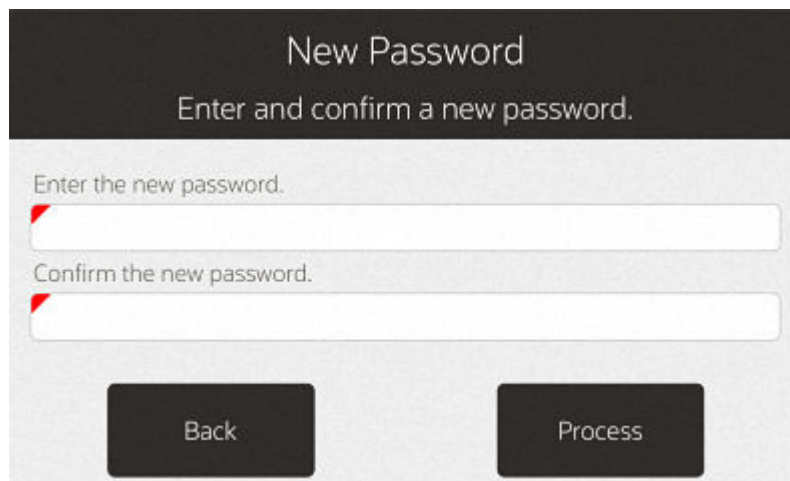 New Password
Enter and confirm a new password.
Enter the new password.
Confirm the new password.
Back
Process